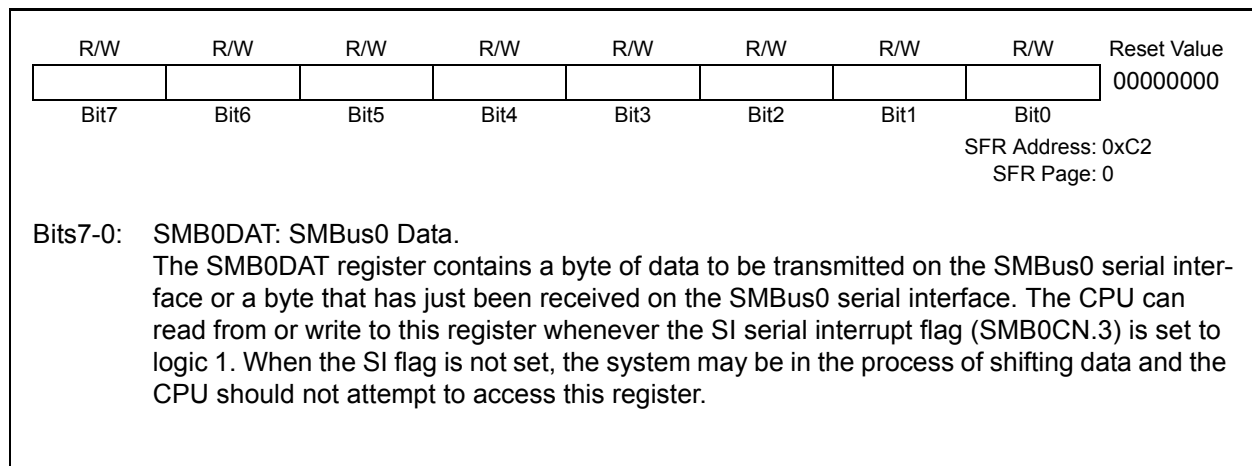 R/W R/W R/W R/W R/W R/W R/W R/W Reset Value
00000000
Bit7 Bit6 Bit5 Bit4 Bit3 Bit2 Bit1 Bit0
SFR Address: 0xC2
SFR Page: 0
Bits7-0: SMB0DAT: SMBus0 Data.
The SMB0DAT register contains a byte of data to be transmitted on the SMBus0 serial inter-
face or a byte that has just been received on the SMBus0 serial interface. The CPU can
read from or write to this register whenever the SI serial interrupt flag (SMB0CN.3) is set to
logic 1. When the SI flag is not set, the system may be in the process of shifting data and the
CPU should not attempt to access this register.